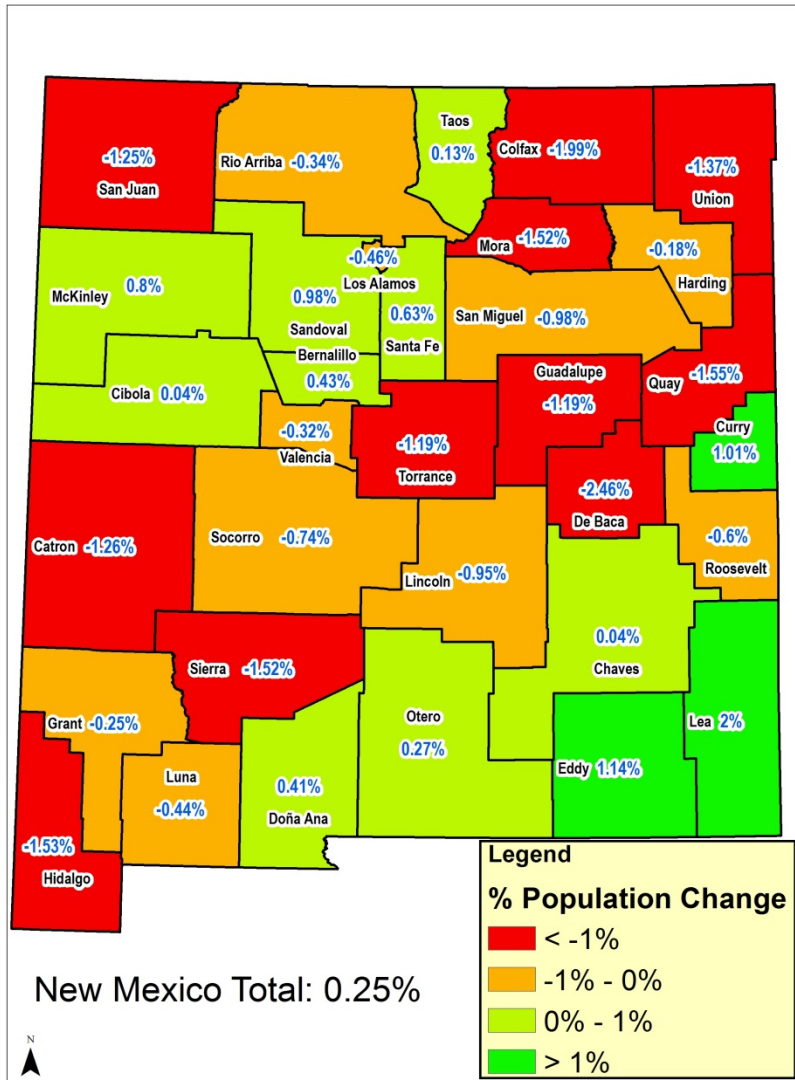 Taos
0.13%
Colfax -1.99%
-1.25%
San Juan
Rio Arriba -0.34%
-1.37%
Union
Mora -1.52%
-0.18%
Harding
-0.46%
Los Alamos
McKinley 0.8%
0.98%
Sandoval
0.63%
Santa Fe
San Miguel -0.98%
Bernalillo
0.43%
Guadalupe
-1.19%
Quay -1.55%
Cibola 0.04%
Curry
1.01%
-0.32%
Valencia
-1.19%
Torrance
-2.46%
De Baca
Catron -1.26%
Socorro -0.74%
-0.6%
Roosevelt
Lincoln -0.95%
0.04%
Chaves
Sierra -1.52%
Grant -0.25%
Otero
0.27%
Lea 2%
Luna
-0.44%
0.41%
Doña Ana
Eddy 1.14%
-1.53%
Hidalgo
Legend
% Population Change
< -1%
-1% - 0%
0% - 1%
> 1%
New Mexico Total: 0.25%
N